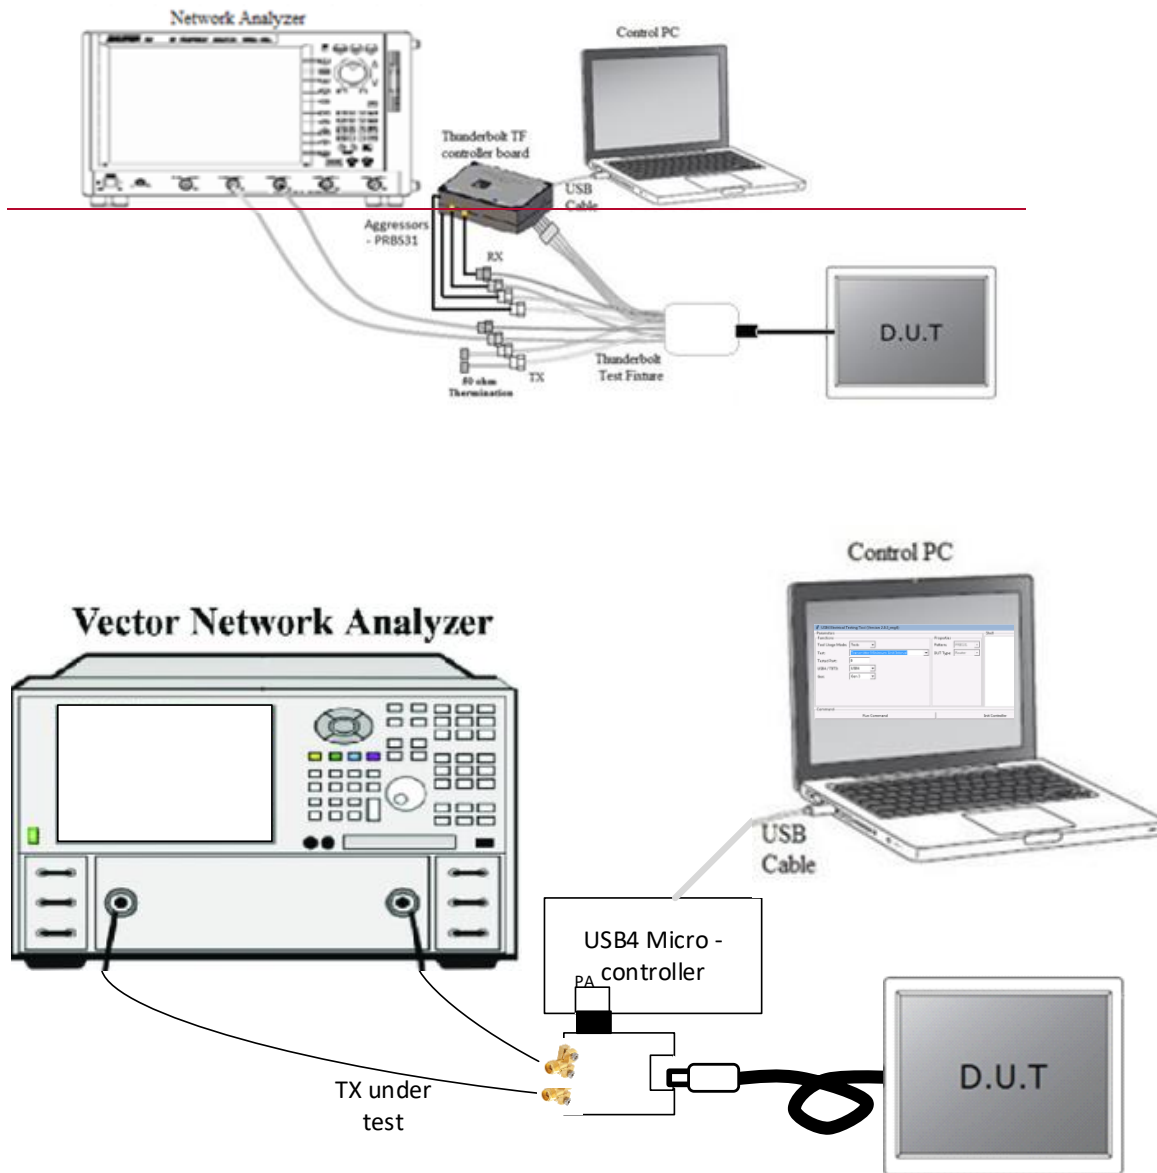 Network Analyzer
Control PC
Thunderbolt TF
controller board
USB
Cable
Aggressors
- PRBS31
RX
D.U.T
Thunderbolt
Test Fixture
TX
50 ohm
Thermination
Control PC
Vector Network Analyzer
USB
Cable
USB4 Micro -
controller
PA
D.U.T
TX under
test